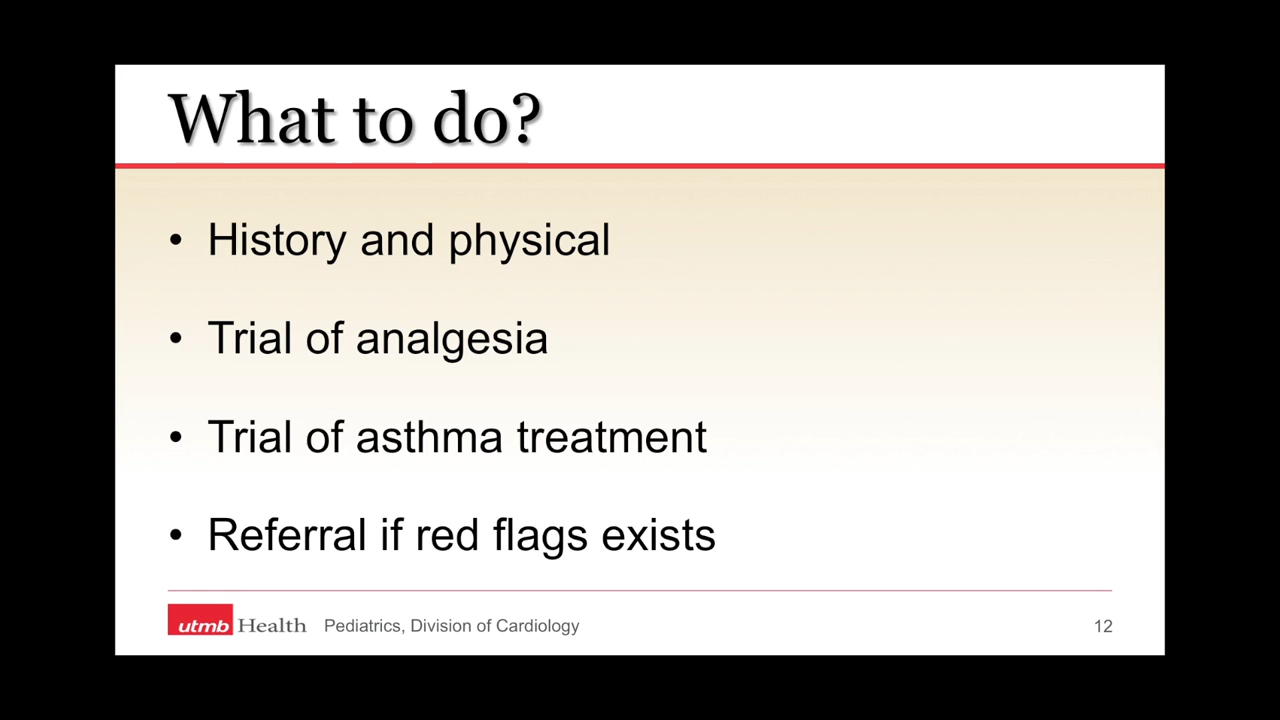 What to do?
• History and physical
• Trial of analgesia
• Trial of asthma treatment
• Referral if red flags exists
utmb Health Pediatrics, Division of Cardiology 12